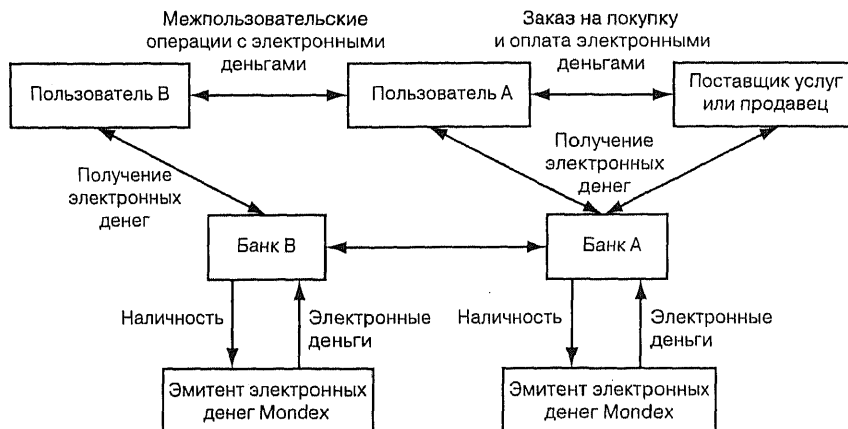 Межпользовательские
операции с электронными
деньгами
Заказ на покупку
и оплата электронными
деньгами
Пользователь В
Пользователь А
Поставщик услуг
или продавец
Получение
электронных
денег
Получение
электронных
денег
Банк В
Банк А
Наличность
Электронные
деньги
Наличность
Электронные
деньги
Эмитент электронных
денег Mondex
Эмитент электронных
денег Mondex